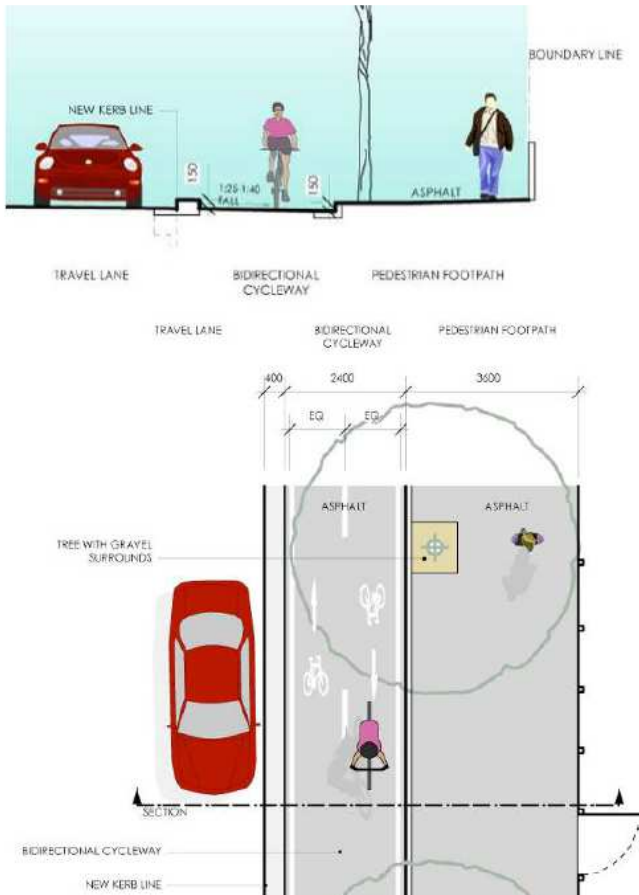 BOUNDARY LINE
NEW KERB LINE
150
1:25-1:40
FALL
150
ASPHALT
TRAVEL LANE
BIDIRECTIONAL
CYCLEWAY
PEDESTRIAN FOOTPATH
TRAVEL LANE
BIDIRECTIONAL
CYCLEWAY
PEDESTRIAN FOOTPATH
400
2400
3600
EQ
EQ
ASPHALT
ASPHALT
TREE WITH GRAVEL
SURROUNDS
SECTION
BIDIRECTIONAL CYCLEWAY
NEW KERB LINE